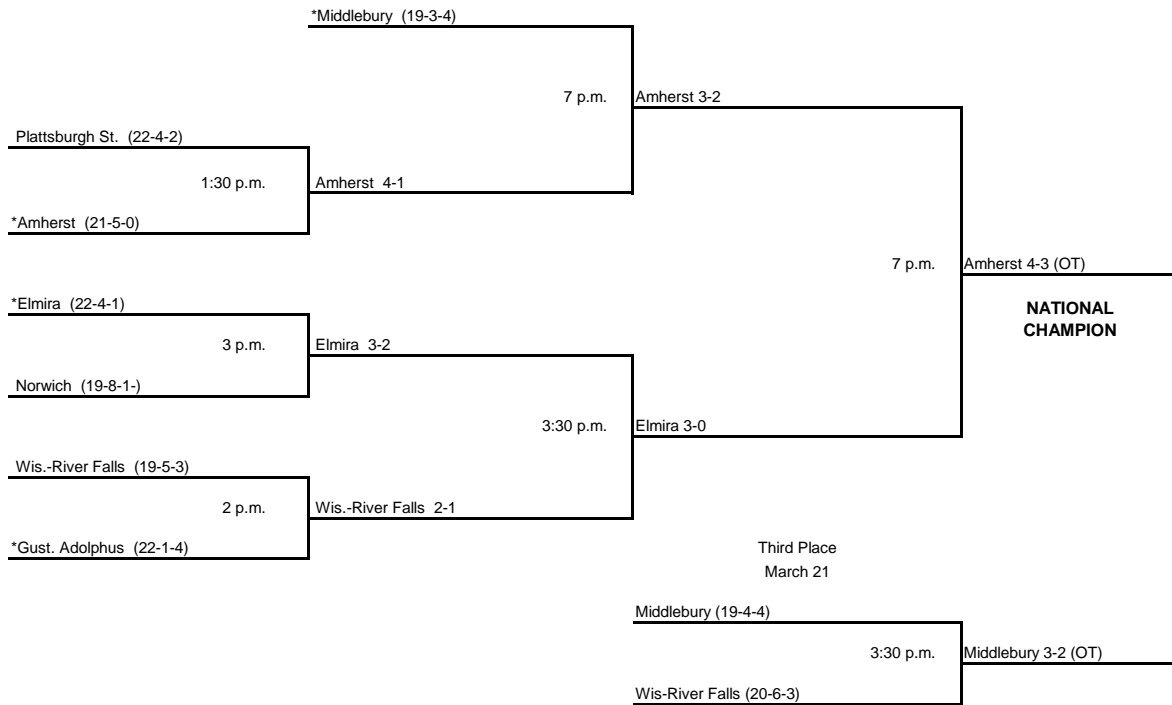 *Middlebury (19-3-4)
7 p.m.
Amherst 3-2
Plattsburgh St. (22-4-2)
1:30 p.m.
Amherst 4-1
*Amherst (21-5-0)
7 p.m.
Amherst 4-3 (OT)
*Elmira (22-4-1)
NATIONAL
CHAMPION
3 p.m.
Elmira 3-2
Norwich (19-8-1-)
3:30 p.m.
Elmira 3-0
Wis.-River Falls (19-5-3)
2 p.m.
Wis.-River Falls 2-1
*Gust. Adolphus (22-1-4)
Third Place
March 21
Middlebury (19-4-4)
3:30 p.m.
Middlebury 3-2 (OT)
Wis-River Falls (20-6-3)